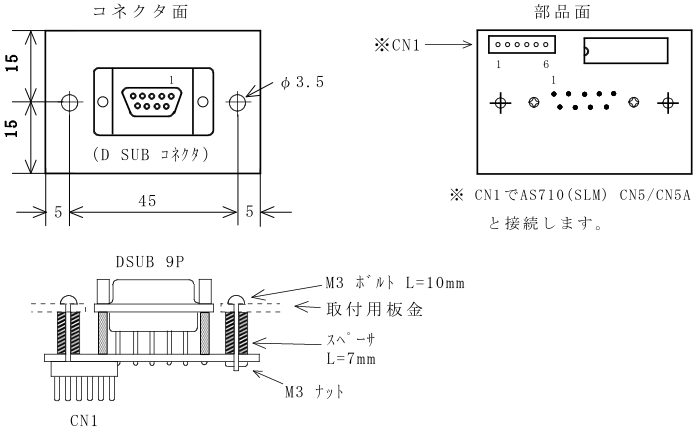 コネクタ面
15
15
1
φ3.5
(D SUB コネクタ)
5
45
5
部品面
※CN1
1
6
1
※ CN1でAS710(SLM) CN5/CN5A
と接続します。
DSUB 9P
M3 ボルト L=10mm
取付用板金
スペーサ
L=7mm
M3 ナット
CN1